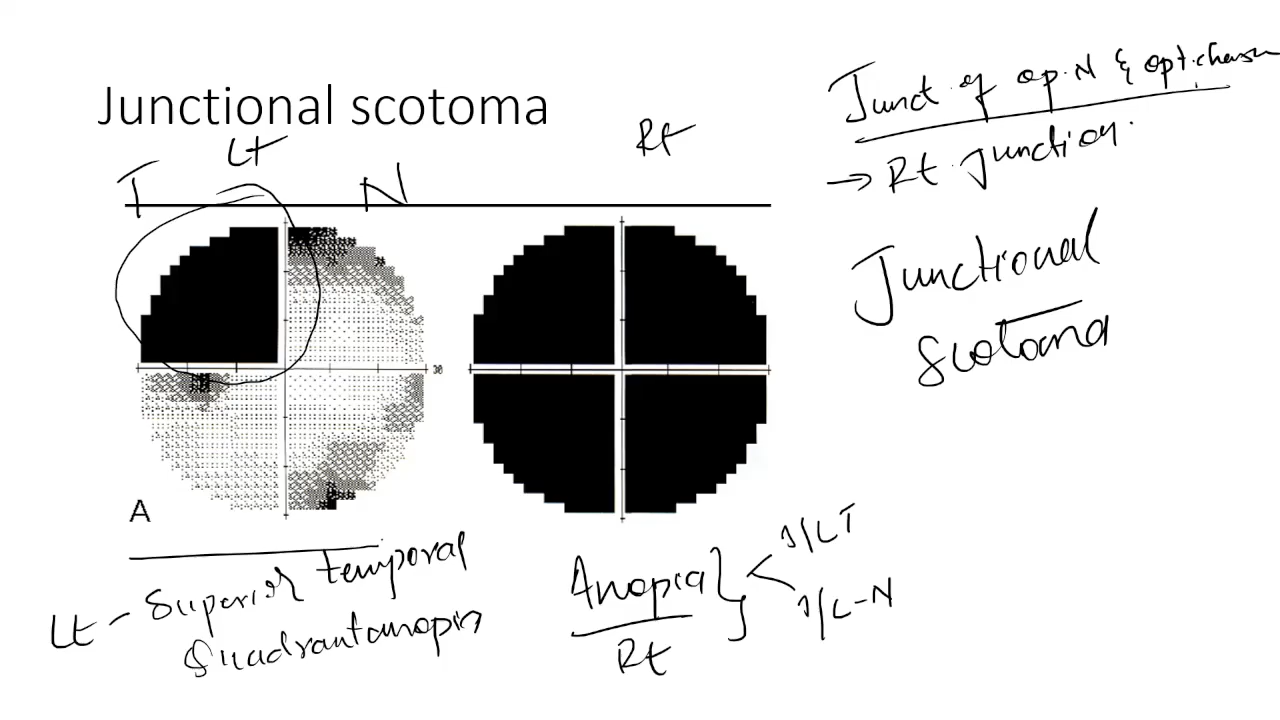 Junctional scotoma
Lt
Rt
T
N
30
A
Lt - Superior temporal
Quadrantanopia
Anopia
Rt
I/L T
I/L-N
Junct. of op.N & opt.chasm
→ Rt Junction.
Junctional
Scotoma